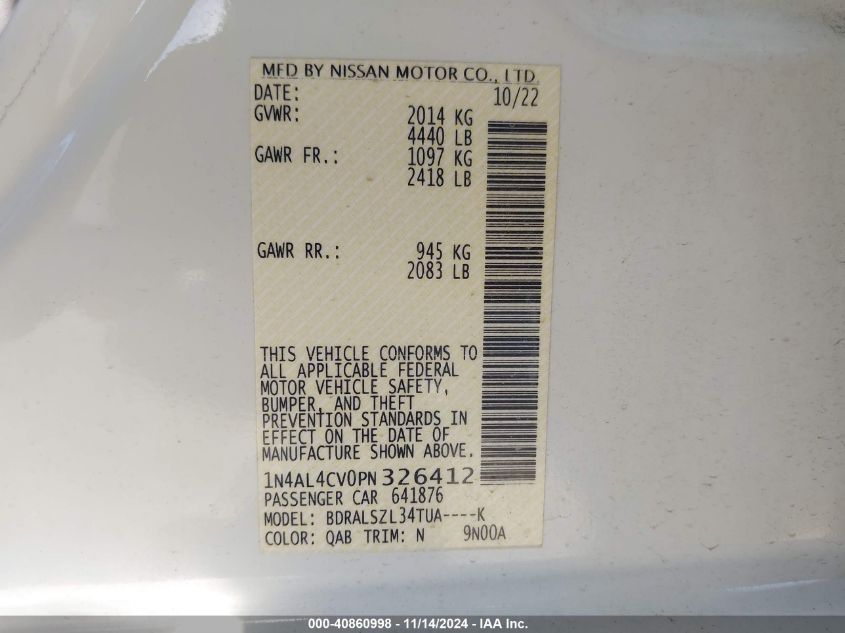 MFD BY NISSAN MOTOR CO., LTD.
DATE: 10/22
GVWR: 2014 KG
4440 LB
GAWR FR.: 1097 KG
2418 LB
GAWR RR.: 945 KG
2083 LB
THIS VEHICLE CONFORMS TO
ALL APPLICABLE FEDERAL
MOTOR VEHICLE SAFETY,
BUMPER, AND THEFT
PREVENTION STANDARDS IN
EFFECT ON THE DATE OF
MANUFACTURE SHOWN ABOVE.
1N4AL4CV0PN326412
PASSENGER CAR 641876
MODEL: BDRALSZL34TUA----K
COLOR: QAB TRIM: N 9N00A
000-40860998 - 11/14/2024 - © IAA Inc.